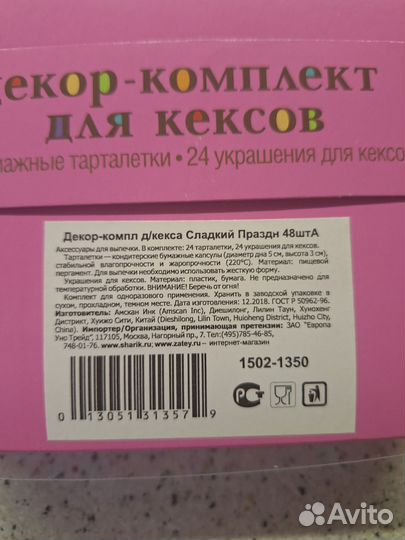 декор-комплект
для кексов
мажные тарталетки • 24 украшения для кексо
Декор-компл д/кекса Сладкий Праздн 48штА
Аксессуары для выпечки. В комплекте: 24 тарталетки, 24 украшения для кексов.
Тарталетки — кондитерские бумажные капсулы (диаметр дна 5 см, высота 3 см),
стабильной влагопрочности и жаропрочности (220°С). Материал: пищевой
пергамент. Для выпечки необходимо использовать жесткую форму.
Украшения для кексов. Материал: пластик, бумага. Не предназначено для
температурной обработки. ВНИМАНИЕ! Беречь от огня!
Комплект для одноразового применения. Хранить в заводской упаковке в
сухом, прохладном, темном месте. Дата изготовления: 12.2018. ГОСТ Р 50962-96.
Изготовитель: Амскан Инк (Amscan Inc), Диешилонг, Лилин Таун, Хуюхенг
Дистрикт, Хуижо Сити, Китай (Dieshilong, Lilin Town, Huioheng District, Huizho City,
China). Импортер/Организация, принимающая претензии: ЗАО "Европа
Уно Трейд", 117105, Москва, Нагорный пр., 7. Тел:(495)785-46-85,
748-01-76. www.sharik.ru, www.zatey.ru – интернет-магазин
1502-1350
0 13051 31357 9
РСТ
Avito